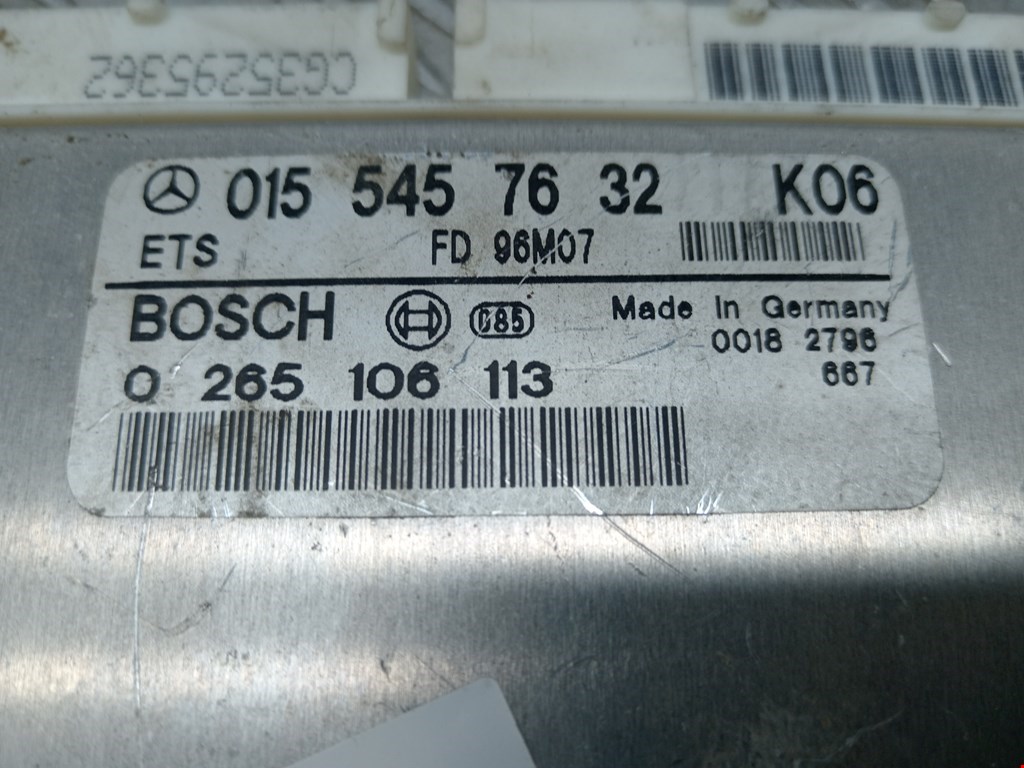 CG35295362
015 545 76 32 K06
ETS FD 96M07
BOSCH G85 Made In Germany
0018 2796
0 265 106 113 667